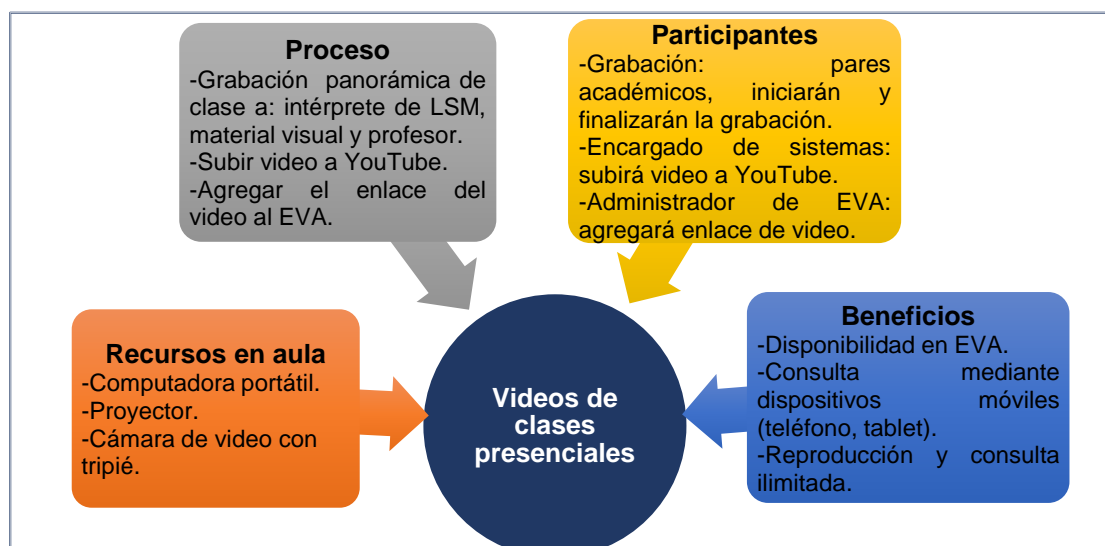 Proceso
-Grabación panorámica de
clase a: intérprete de LSM,
material visual y profesor.
-Subir video a YouTube.
-Agregar el enlace del
video al EVA.
Participantes
-Grabación: pares
académicos, iniciarán y
finalizarán la grabación.
-Encargado de sistemas:
subirá video a YouTube.
-Administrador de EVA:
agregará enlace de video.
Recursos en aula
-Computadora portátil.
-Proyector.
-Cámara de video con
tripié.
Videos de
clases
presenciales
Beneficios
-Disponibilidad en EVA.
-Consulta mediante
dispositivos móviles
(teléfono, tablet).
-Reproducción y consulta
ilimitada.